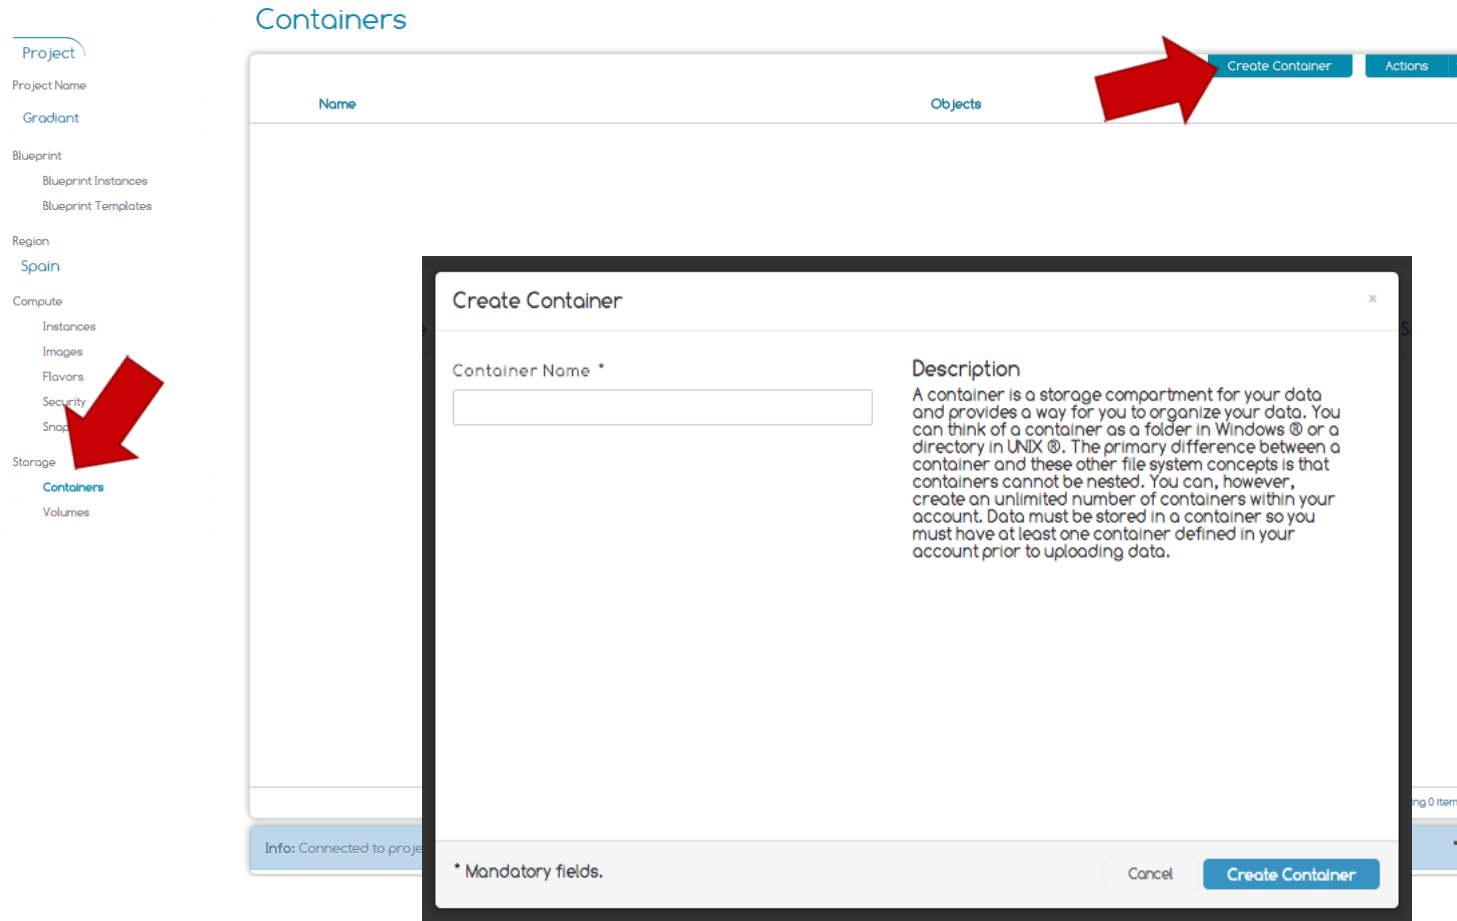 Containers
Project
Project Name
Gradiant
Blueprint
Blueprint Instances
Blueprint Templates
Region
Spain
Compute
Instances
Images
Flavors
Security
Storage
Containers
Volumes
Create Container
Actions
Name
Objects
Create Container
×
Container Name *
Description
A container is a storage compartment for your data
and provides a way for you to organize your data. You
can think of a container as a folder in Windows ® or a
directory in UNIX ®. The primary difference between a
container and these other file system concepts is that
containers cannot be nested. You can, however,
create an unlimited number of containers within your
account. Data must be stored in a container so you
must have at least one container defined in your
account prior to uploading data.
* Mandatory fields.
Cancel
Create Container
0 item
Info: Connected to proje